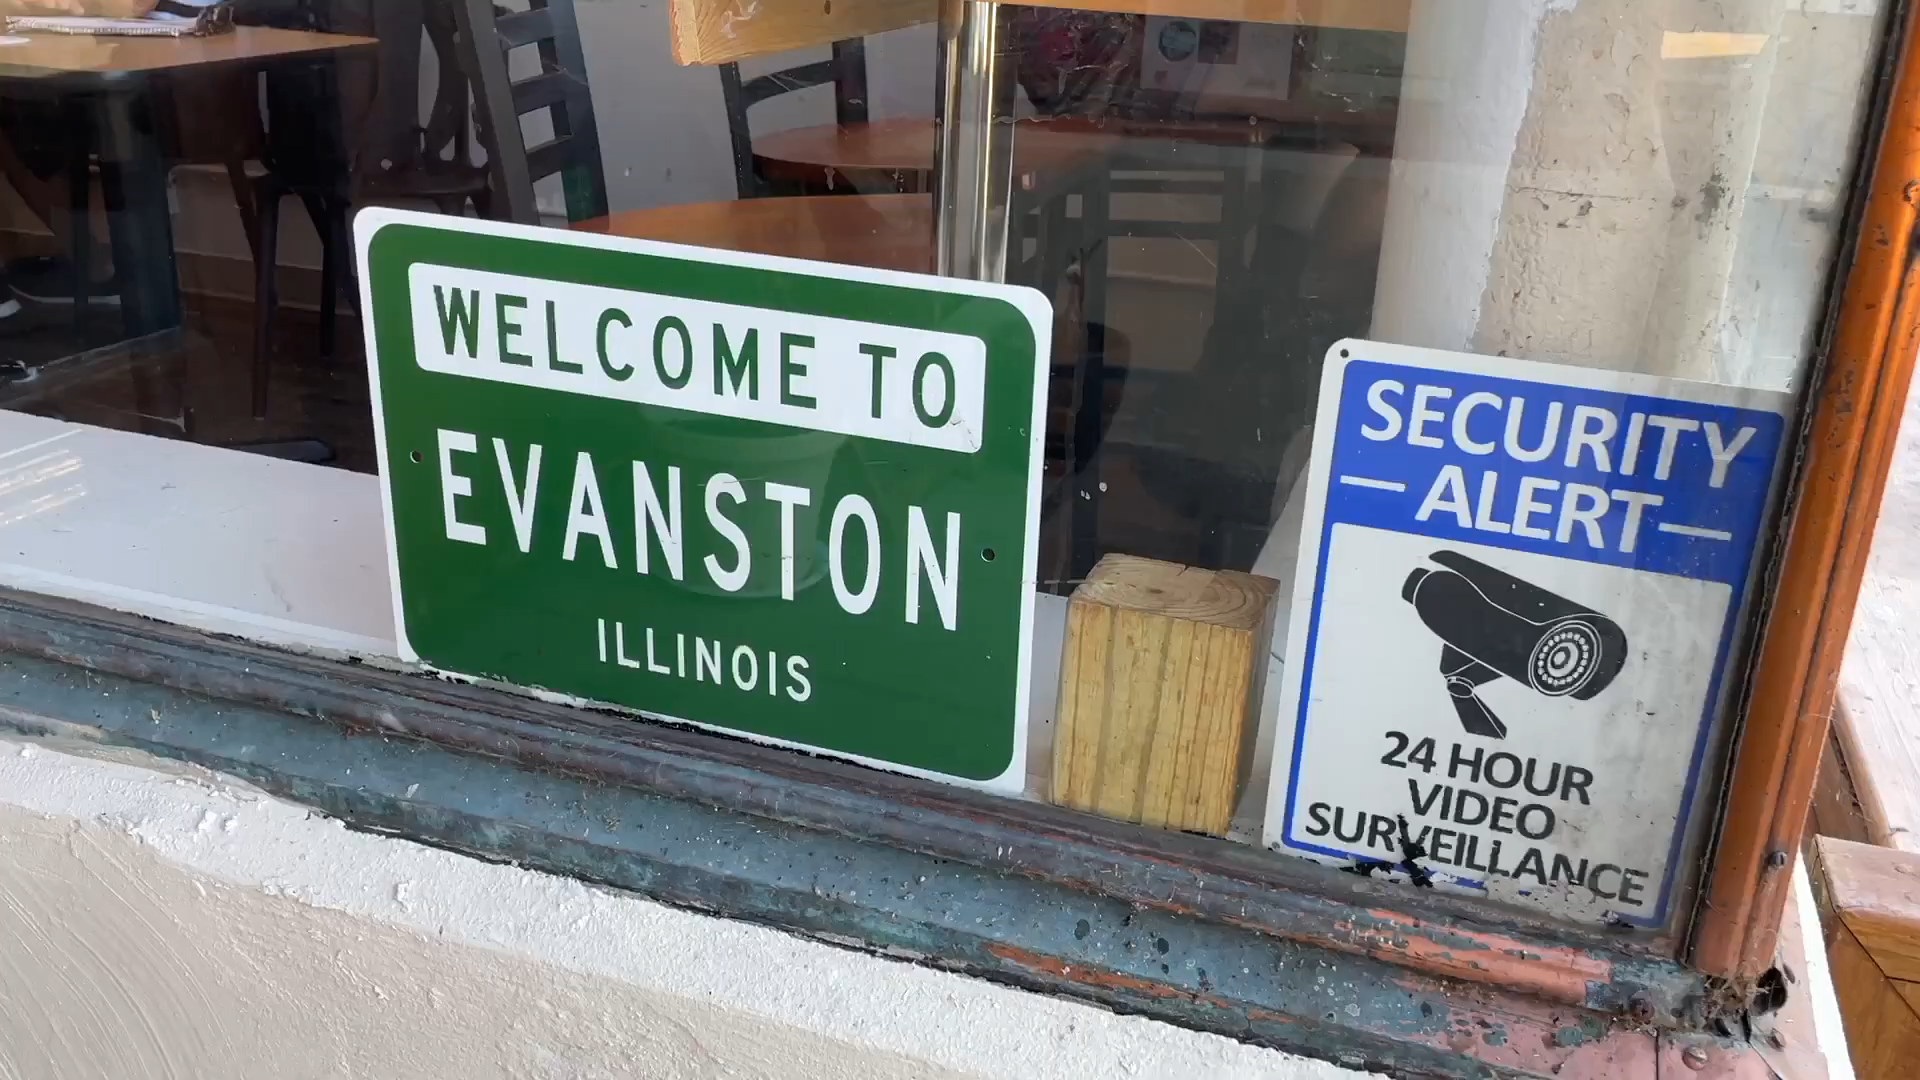 WELCOME TO
EVANSTON
ILLINOIS
SECURITY
ALERT
24 HOUR
VIDEO
SURVEILLANCE